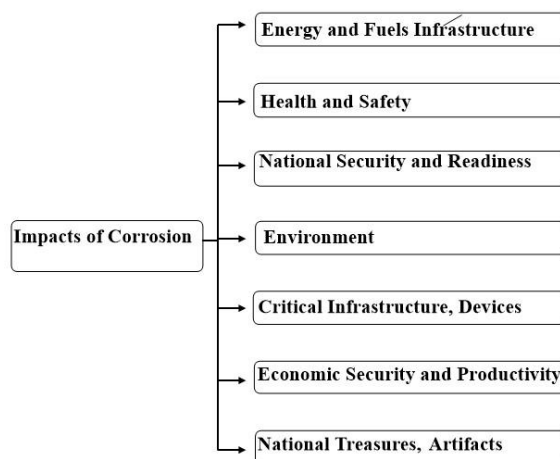 Energy and Fuels Infrastructure
Health and Safety
National Security and Readiness
Impacts of Corrosion
Environment
Critical Infrastructure, Devices
Economic Security and Productivity
National Treasures, Artifacts